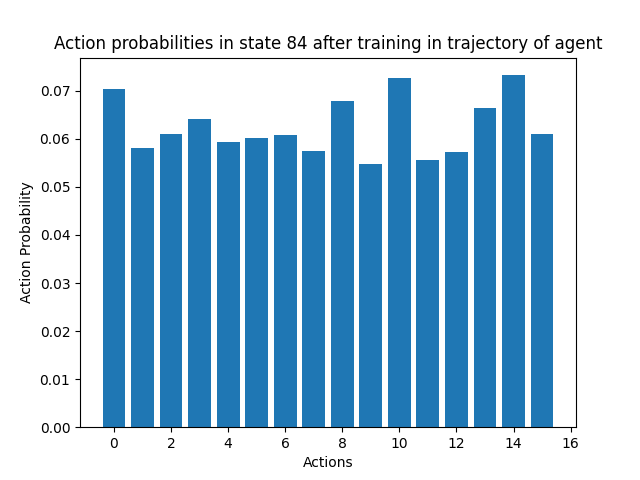 Action probabilities in state 84 after training in trajectory of agent
Action Probability
0.07
0.06
0.05
0.04
0.03
0.02
0.01
0.00
0 2 4 6 8 10 12 14 16
Actions